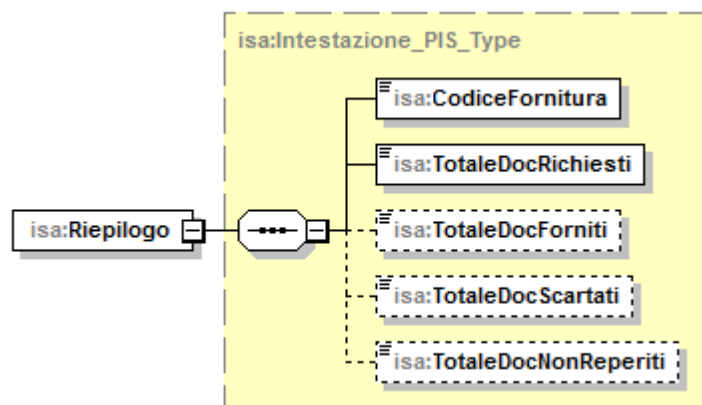 isa:Intestazione_PIS_Type
isa:CodiceFornitura
isa:TotaleDocRichiesti
isa:Riepilogo
isa:TotaleDocForniti
isa:TotaleDocScartati
isa:TotaleDocNonReperiti